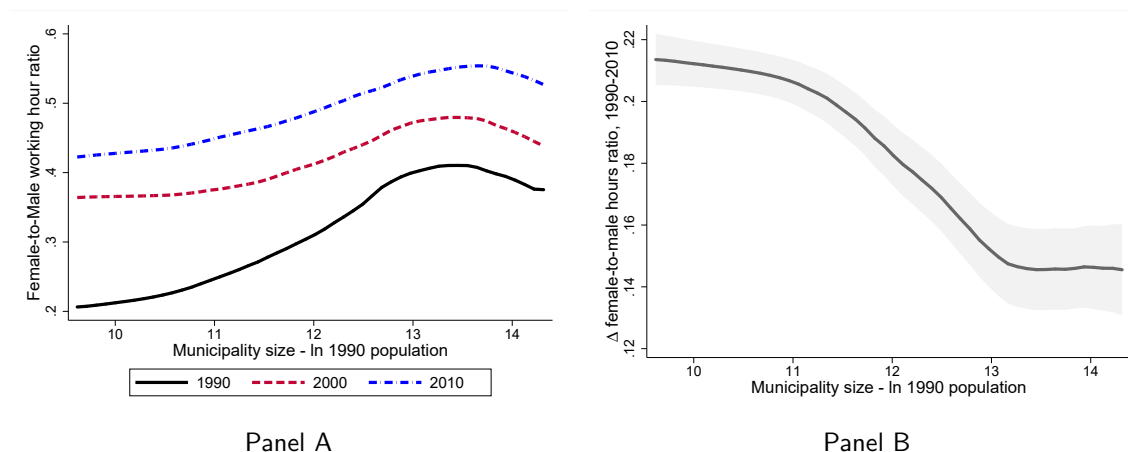 Female-to-Male working hour ratio
.6
.5
.4
.3
.2
10 11 12 13 14
Municipality size - ln 1990 population
1990 2000 2010
Panel A
Δ female-to-male hours ratio, 1990-2010
.22
.2
.18
.16
.14
.12
10 11 12 13 14
Municipality size - ln 1990 population
Panel B